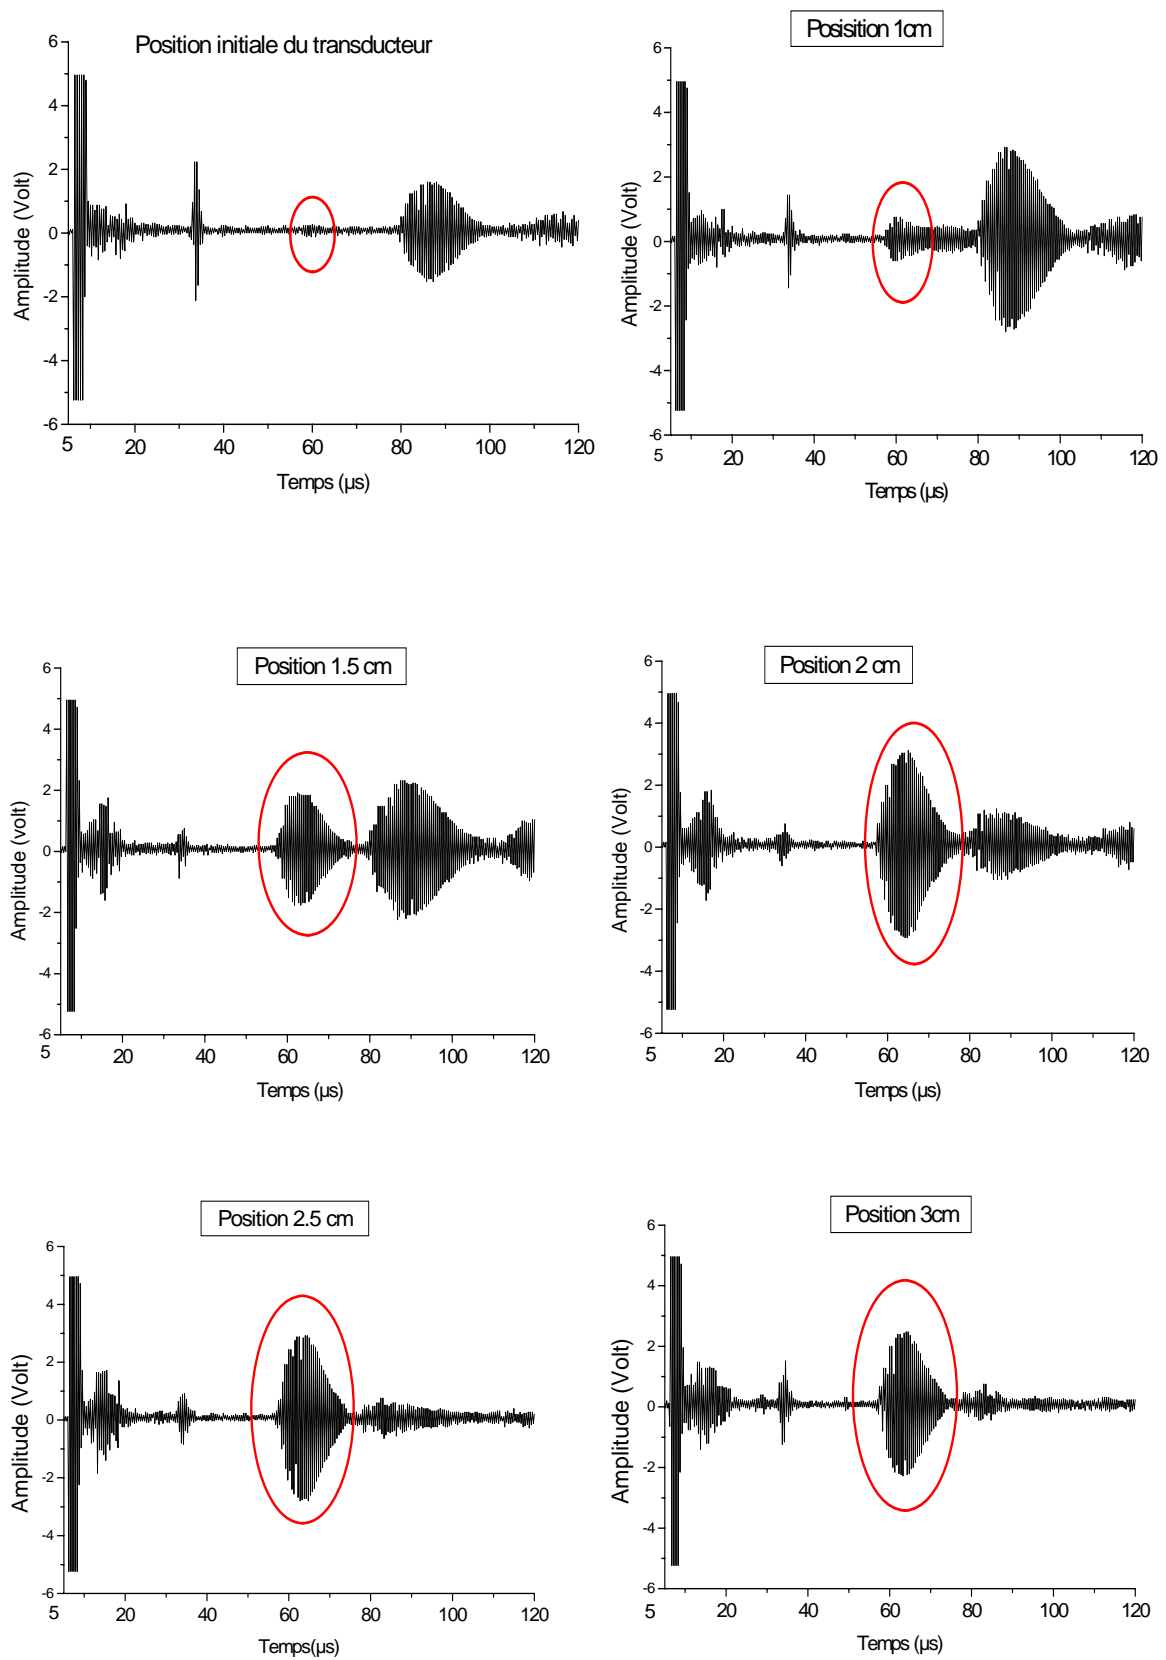 Position initiale du transducteur
6
4
2
0
-2
-4
-6
Amplitude (Volt)
5 20 40 60 80 100 120
Temps (µs)
Posisition 1cm
6
4
2
0
-2
-4
-6
Amplitude (Volt)
5 20 40 60 80 100 120
Temps (µs)
Position 1.5 cm
6
4
2
0
-2
-4
-6
Amplitude (volt)
5 20 40 60 80 100 120
Temps (µs)
Position 2 cm
6
4
2
0
-2
-4
-6
Amplitude (Volt)
5 20 40 60 80 100 120
Temps (µs)
Position 2.5 cm
6
4
2
0
-2
-4
-6
Amplitude (Volt)
5 20 40 60 80 100 120
Temps(µs)
Position 3cm
6
4
2
0
-2
-4
-6
Amplitude (Volt)
5 20 40 60 80 100 120
Temps (µs)